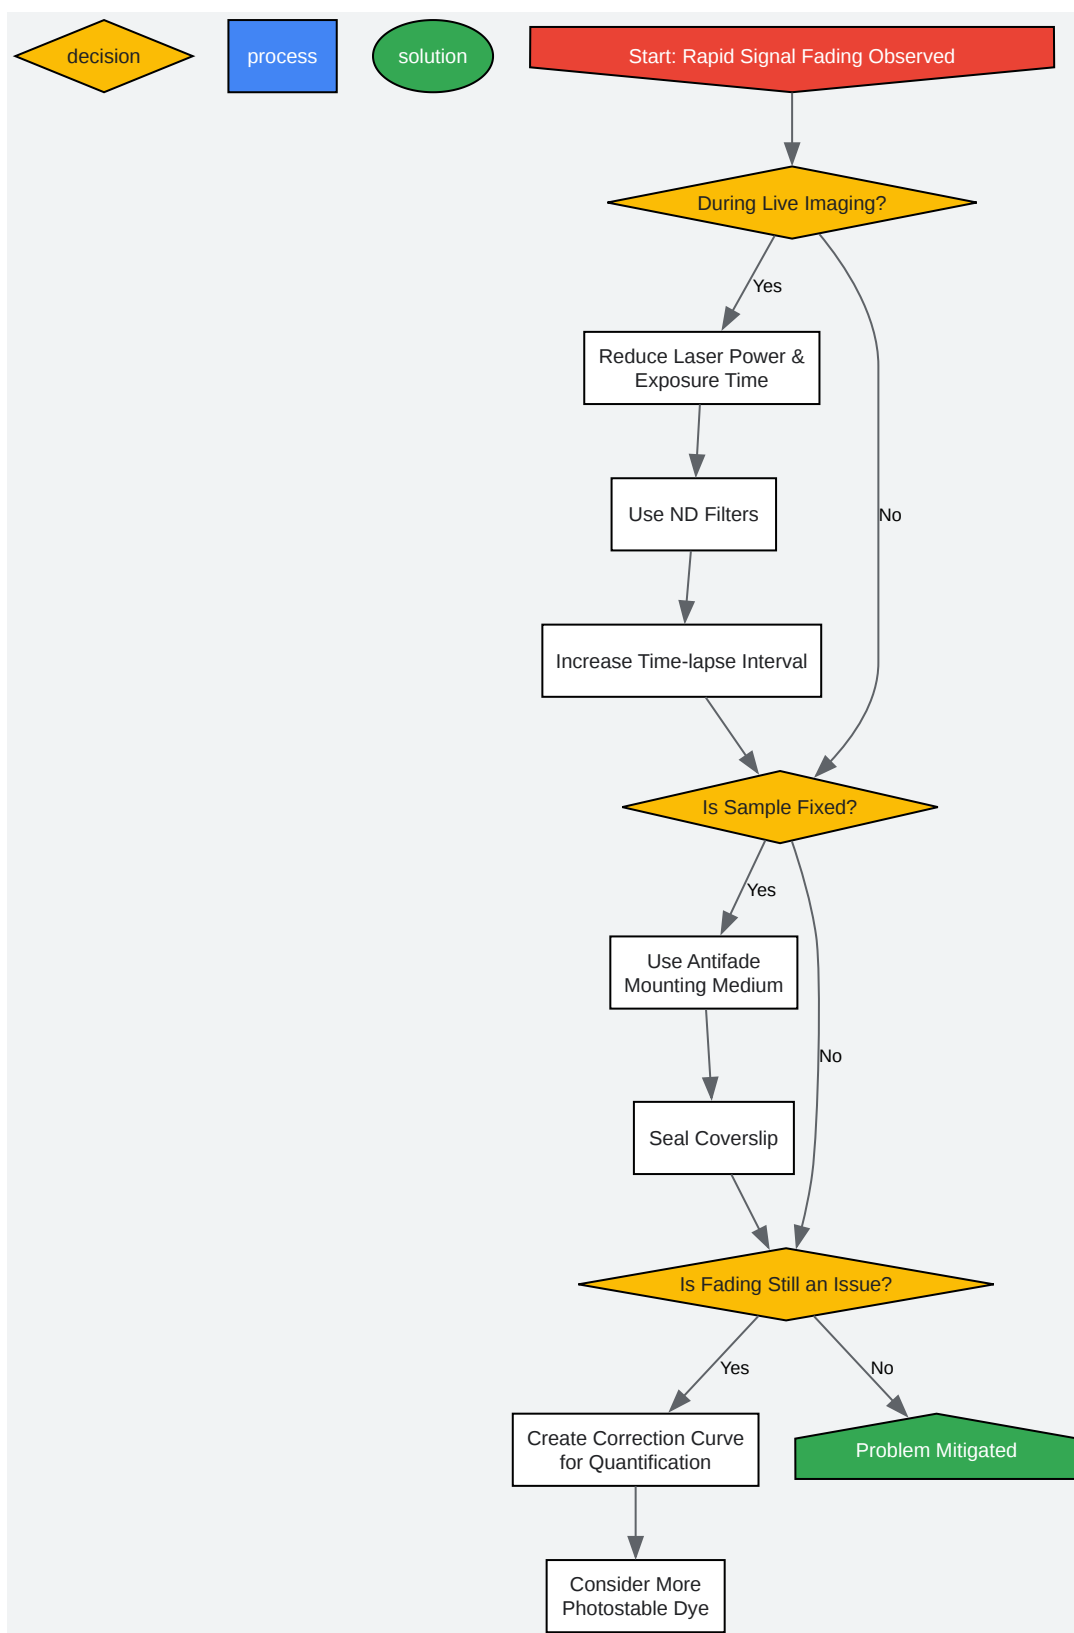 decision
process
solution
Start: Rapid Signal Fading Observed
During Live Imaging?
Yes
Reduce Laser Power &
Exposure Time
Use ND Filters
No
Increase Time-lapse Interval
Is Sample Fixed?
Yes
Use Antifade
Mounting Medium
No
Seal Coverslip
Is Fading Still an Issue?
Yes
No
Create Correction Curve
for Quantification
Problem Mitigated
Consider More
Photostable Dye